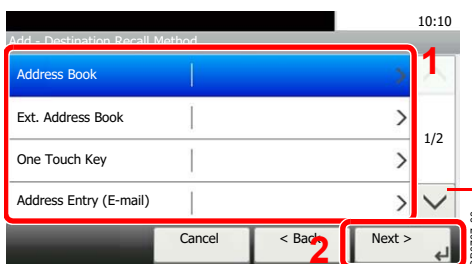 10:10
Add - Destination Recall Method
Address Book
1
Ext. Address Book
1/2
One Touch Key
Address Entry (E-mail)
Cancel
< Back
2
Next >